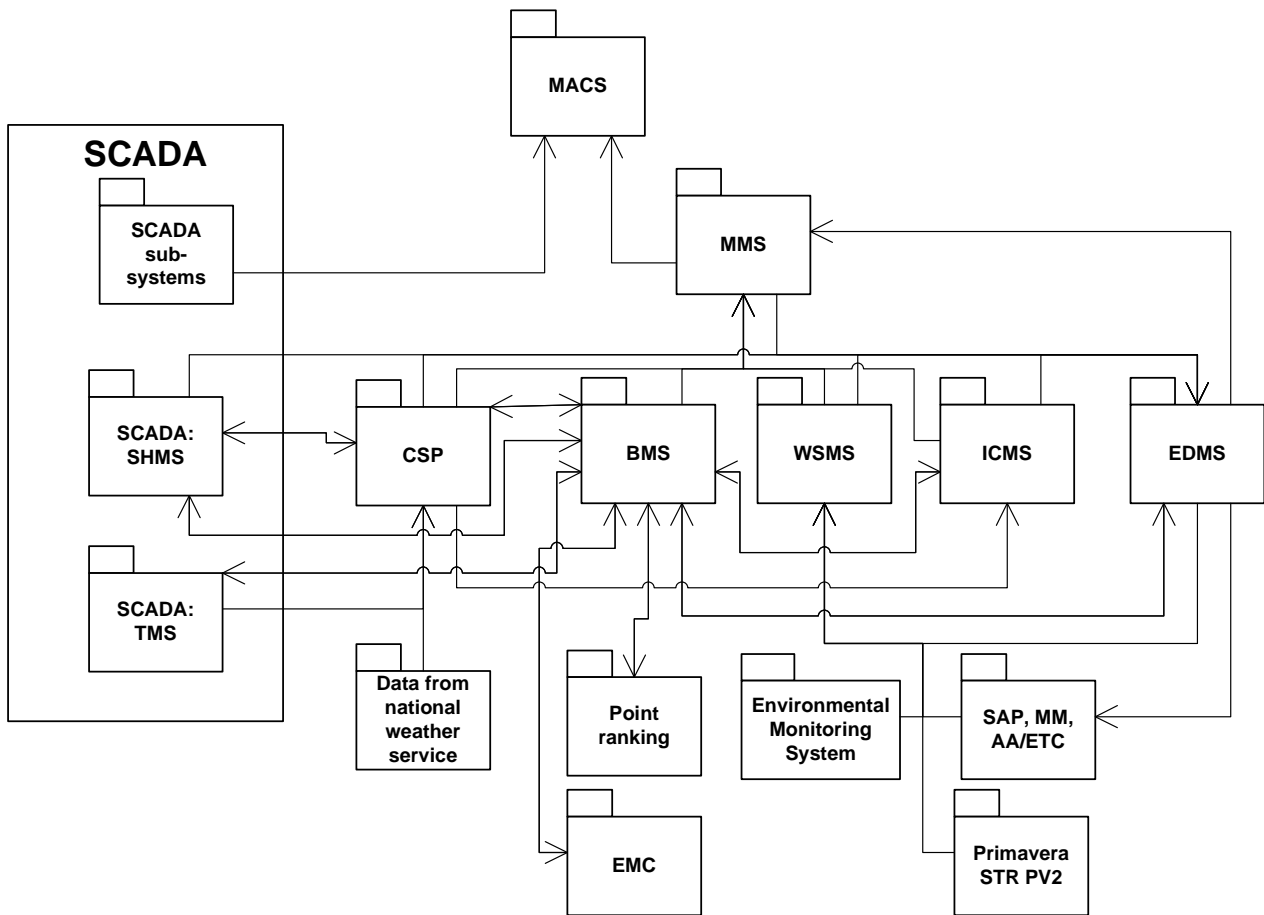 MACS
SCADA
SCADA
sub-
systems
MMS
SCADA:
SHMS
CSP
BMS
WSMS
ICMS
EDMS
SCADA:
TMS
Data from
national
weather
service
Point
ranking
Environmental
Monitoring
System
SAP, MM,
AA/ETC
EMC
Primavera
STR PV2